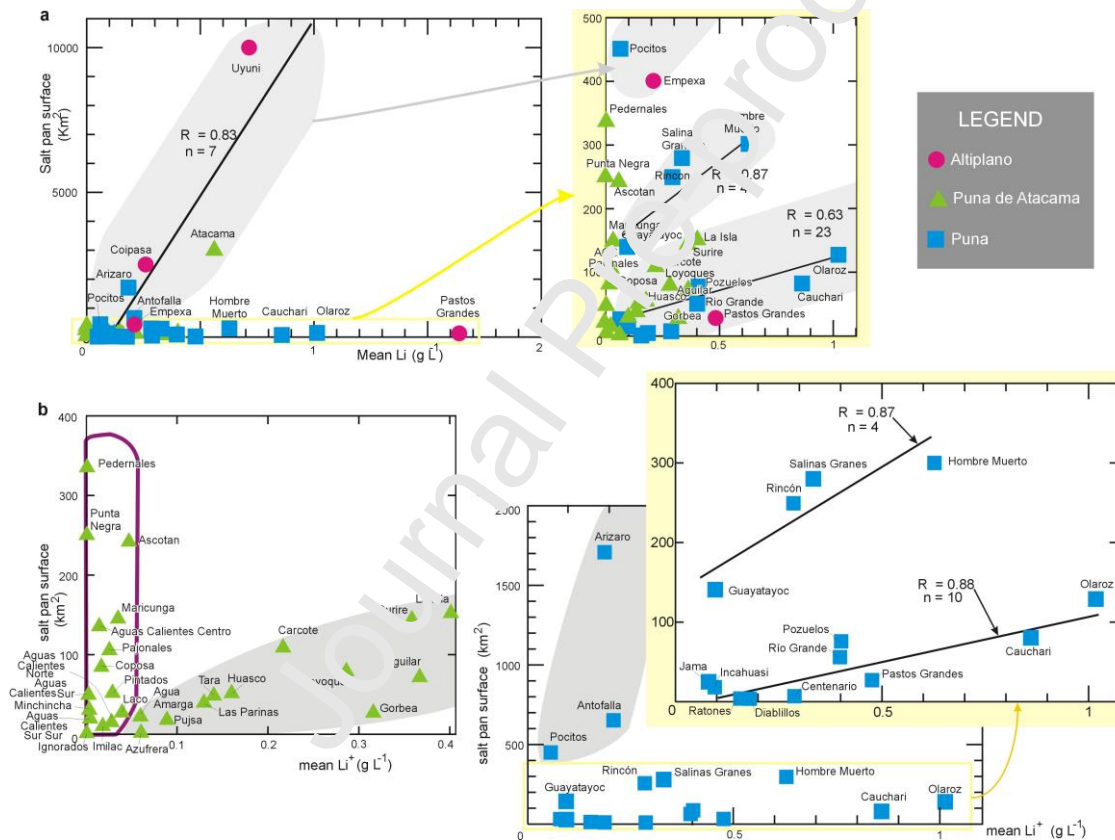 a
Salt pan surface
(Km²)
10000
5000
0
Uyuni
R = 0.83
n = 7
Atacama
Coipasa
Arizaro
Pocitos
Antofalla
Empexa
Hombre
Muerto
Cauchari
Olaroz
Pastos
Grandes
0
1
2
Mean Li (g L⁻¹)
500
400
300
200
100
0
Pocitos
Empexa
Pedernales
Salina
Muerto
Punta Negra
Rincon
Ascotan
R = 0.87
R = 0.63
n = 23
La Isla
Surire
Loyoques
Pozuelos
Olaroz
Huasco
Aguilar
Rio Grande
Cauchari
Gorbea
Pastos Grandes
0.5
1
LEGEND
Altiplano
Puna de Atacama
Puna
Journal Pre-proo
b
salt pan surface
(km²)
400
300
200
100
0
Pedernales
Punta
Negra
Ascotan
Maricunga
Aguas Calientes Centro
Pajonales
Aguas
Calientes
Norte
Coposa
Aguas
Calientes Sur
Pintados
Minchincha
Laco
Agua
Amarga
Tara
Huasco
Carcote
Gorbea
Las Parinas
Pujsa
Aguas
Calientes
Sur Sur
Ignorados
Imilac
Azufrera
0.1
0.2
0.3
0.4
mean Li⁺ (g L⁻¹)
salt pan surface (km²)
2000
1500
1000
500
0
Arizaro
Antofalla
Pocitos
Rincón
Salinas Granes
Hombre Muerto
Guayatayoc
Cauchari
Olaroz
0.5
mean Li⁺ (g L⁻¹)
1
400
300
200
100
0
R = 0.87
n = 4
Salinas Granes
Hombre Muerto
Rincón
Guayatayoc
R = 0.88
n = 10
Olaroz
Pozuelos
Río Grande
Cauchari
Jama
Incahuasi
Pastos Grandes
Centenario
Ratones
Diablillos
0.5
1